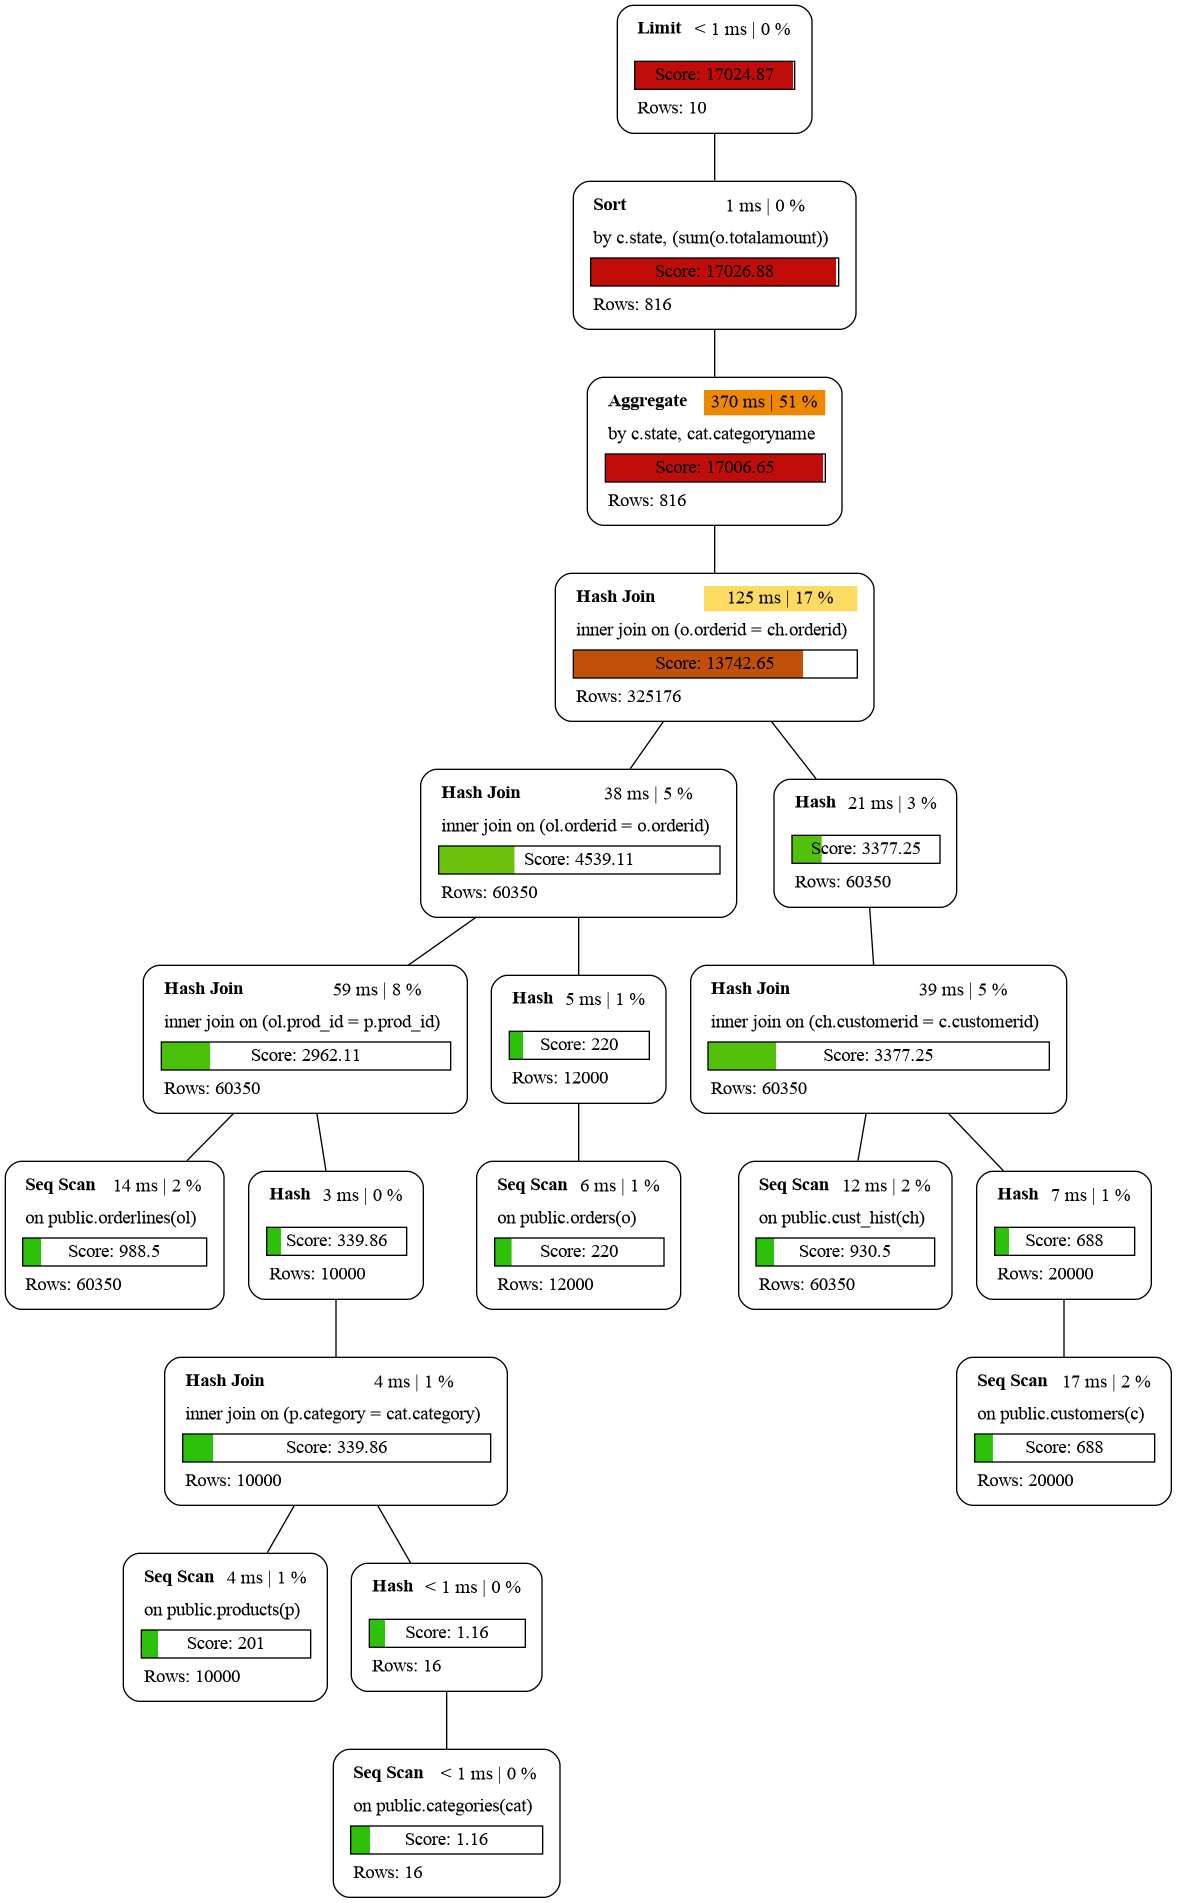 Limit < 1 ms | 0 %
Score: 17024.87
Rows: 10
Sort 1 ms | 0 %
by c.state, (sum(o.totalamount))
Score: 17026.88
Rows: 816
Aggregate 370 ms | 51 %
by c.state, cat.categoryname
Score: 17006.65
Rows: 816
Hash Join 125 ms | 17 %
inner join on (o.orderid = ch.orderid)
Score: 13742.65
Rows: 325176
Hash Join 38 ms | 5 %
inner join on (ol.orderid = o.orderid)
Score: 4539.11
Rows: 60350
Hash 21 ms | 3 %
Score: 3377.25
Rows: 60350
Hash Join 59 ms | 8 %
inner join on (ol.prod_id = p.prod_id)
Score: 2962.11
Rows: 60350
Hash 5 ms | 1 %
Score: 220
Rows: 12000
Hash Join 39 ms | 5 %
inner join on (ch.customerid = c.customerid)
Score: 3377.25
Rows: 60350
Seq Scan 14 ms | 2 %
on public.orderlines(ol)
Score: 988.5
Rows: 60350
Hash 3 ms | 0 %
Score: 339.86
Rows: 10000
Seq Scan 6 ms | 1 %
on public.orders(o)
Score: 220
Rows: 12000
Seq Scan 12 ms | 2 %
on public.cust_hist(ch)
Score: 930.5
Rows: 60350
Hash 7 ms | 1 %
Score: 688
Rows: 20000
Hash Join 4 ms | 1 %
inner join on (p.category = cat.category)
Score: 339.86
Rows: 10000
Seq Scan 17 ms | 2 %
on public.customers(c)
Score: 688
Rows: 20000
Seq Scan 4 ms | 1 %
on public.products(p)
Score: 201
Rows: 10000
Hash < 1 ms | 0 %
Score: 1.16
Rows: 16
Seq Scan < 1 ms | 0 %
on public.categories(cat)
Score: 1.16
Rows: 16